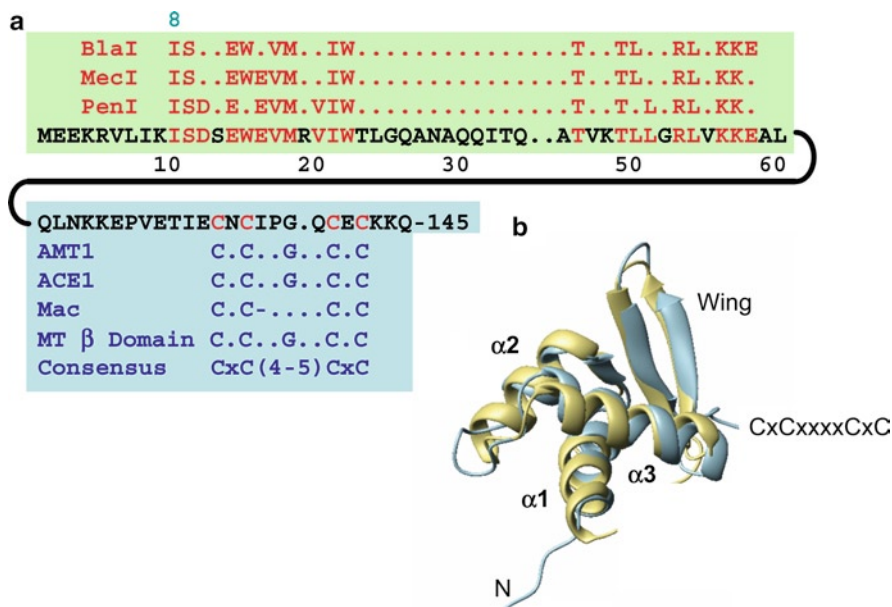 a
8
BlaI IS..EW.VM..IW...............T..TL..RL.KKE
MecI IS..EWEVM..IW...............T..TL..RL.KK.
PenI ISD.E.EVM.VIW...............T..T.L.RL.KK.
MEEKRVLIKISDSEWEVMRVIWTLGQANAQQITQ..ATVKTLLGRLVKKEAL
10 20 30 50 60
QLNKKEPVETIECNCIPG.QCECKKQ-145
AMT1 C.C..G..C.C
ACE1 C.C..G..C.C
Mac C.C-....C.C
MT β Domain C.C..G..C.C
Consensus CxC(4-5)CxC
b
Wing
α2
CxCxxxxCxC
α3
α1
N